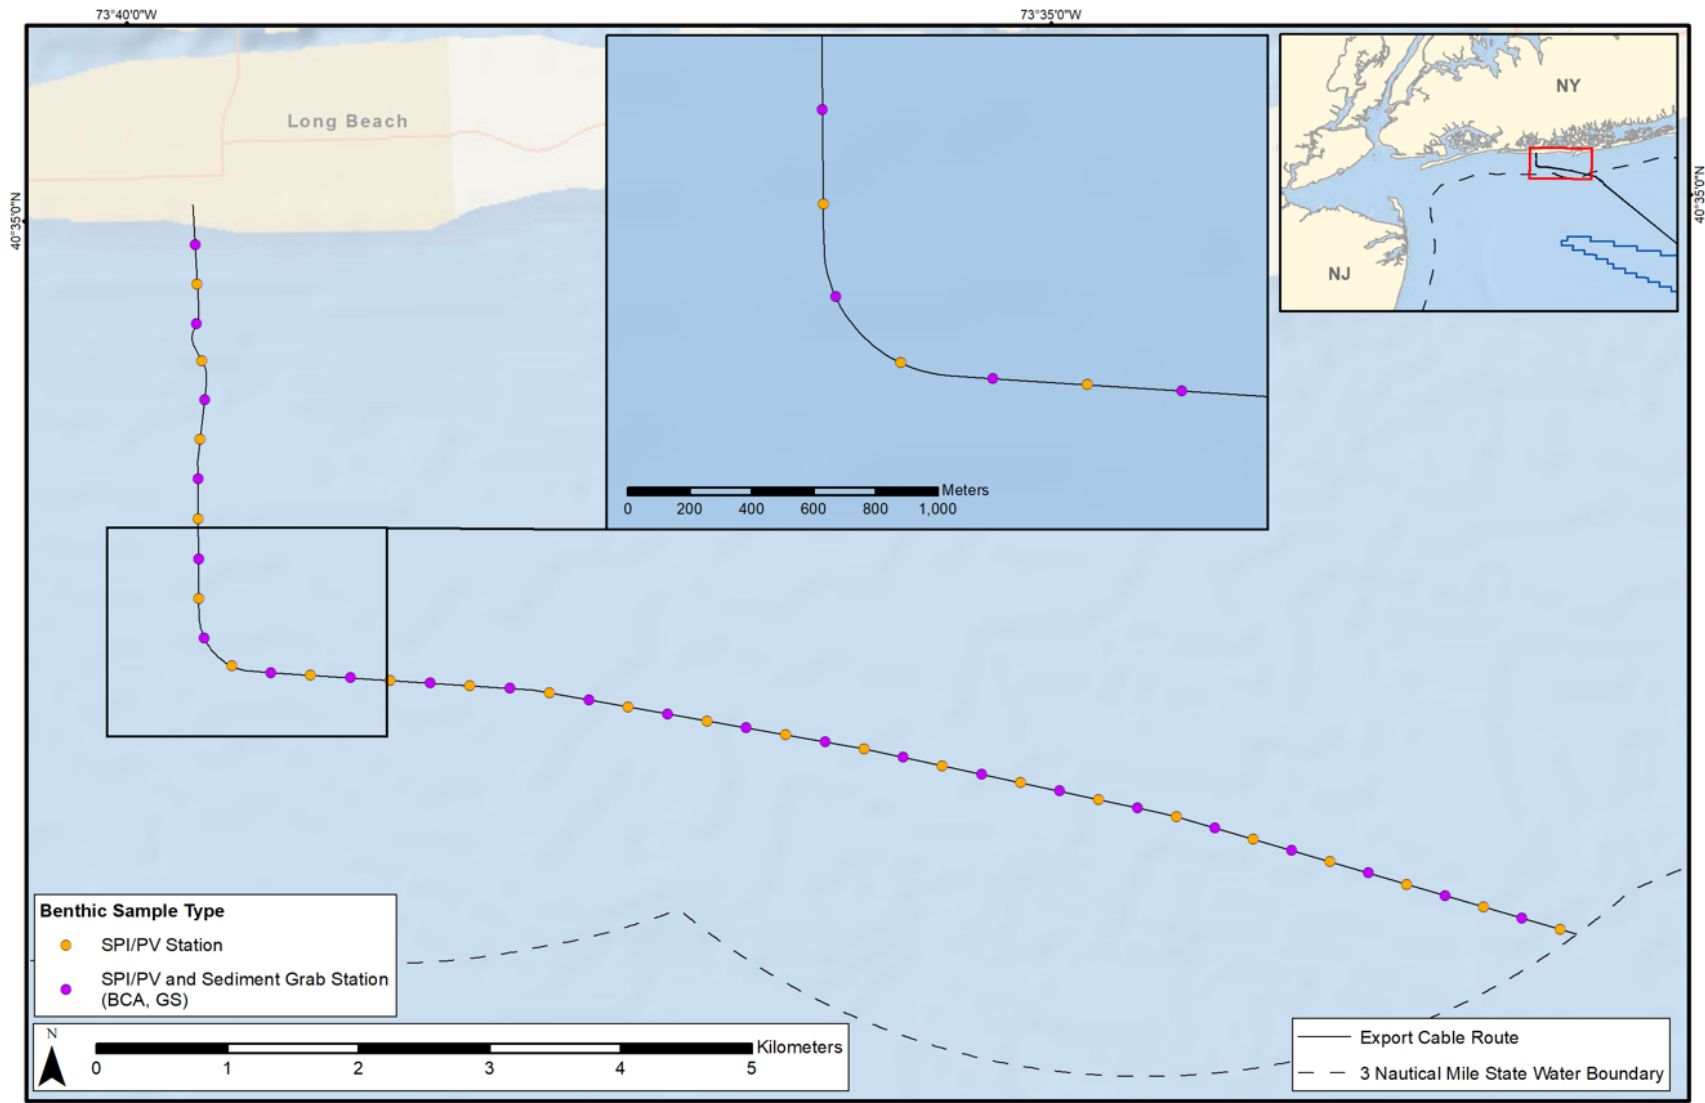 73°40'0"W
73°35'0"W
40°35'0"N
40°35'0"N
Long Beach
NY
NJ
Meters
0 200 400 600 800 1,000
Benthic Sample Type
SPI/PV Station
SPI/PV and Sediment Grab Station
(BCA, GS)
N
Kilometers
0 1 2 3 4 5
Export Cable Route
3 Nautical Mile State Water Boundary